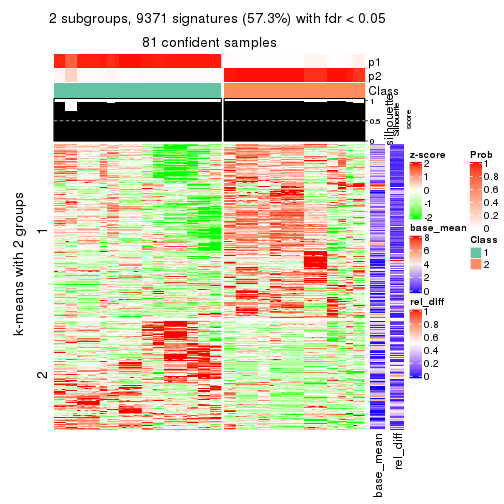 2 subgroups, 9371 signatures (57.3%) with fdr < 0.05
81 confident samples
p1
p2
Class
1
0.5
0
silhouette
Silhouette
score
k-means with 2 groups
1
2
base_mean
rel_diff
z-score
2
1
0
-1
-2
base_mean
8
6
4
2
0
rel_diff
1
0.8
0.6
0.4
0.2
0
Prob
1
0.8
0.6
0.4
0.2
0
Class
1
2